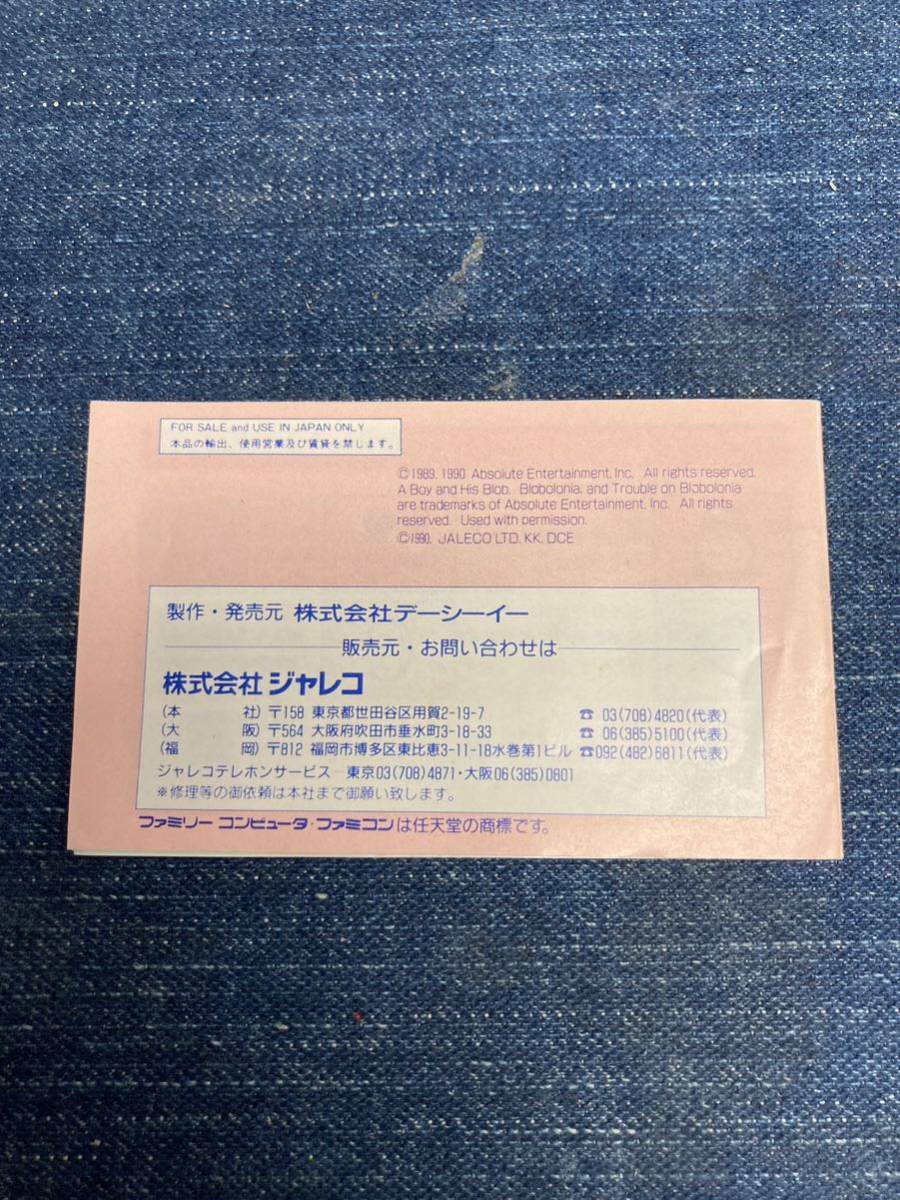 FOR SALE and USE IN JAPAN ONLY
本品の輸出、使用営業及び賃貸を禁じます。
©1989, 1990 Absolute Entertainment, Inc. All rights reserved.
A Boy and His Blob, Blobolonia, and Trouble on Blobolonia
are trademarks of Absolute Entertainment, Inc. All rights
reserved. Used with permission.
©1990, JALECO LTD. KK. DCE
製作・発売元 株式会社デーシーイー
販売元・お問い合わせは
株式会社 ジャレコ
(本 社) 〒158 東京都世田谷区用賀2-19-7 ☎ 03(708)4820(代表)
(大 阪) 〒564 大阪府吹田市垂水町3-18-33 ☎ 06(385)5100(代表)
(福 岡) 〒812 福岡市博多区東比恵3-11-18水巻第1ビル ☎092(482)6811(代表)
ジャレコテレホンサービス─東京03(708)4871・大阪06(385)0801
※修理等の御依頼は本社まで御願い致します。
ファミリー コンピュータ・ファミコンは任天堂の商標です。